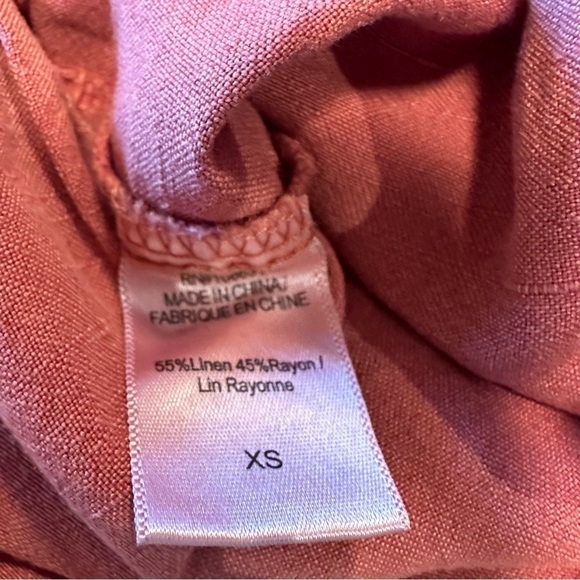 MADE IN CHINA/
FABRIQUE EN CHINE
55%Linen 45%Rayon /
Lin Rayonne
XS